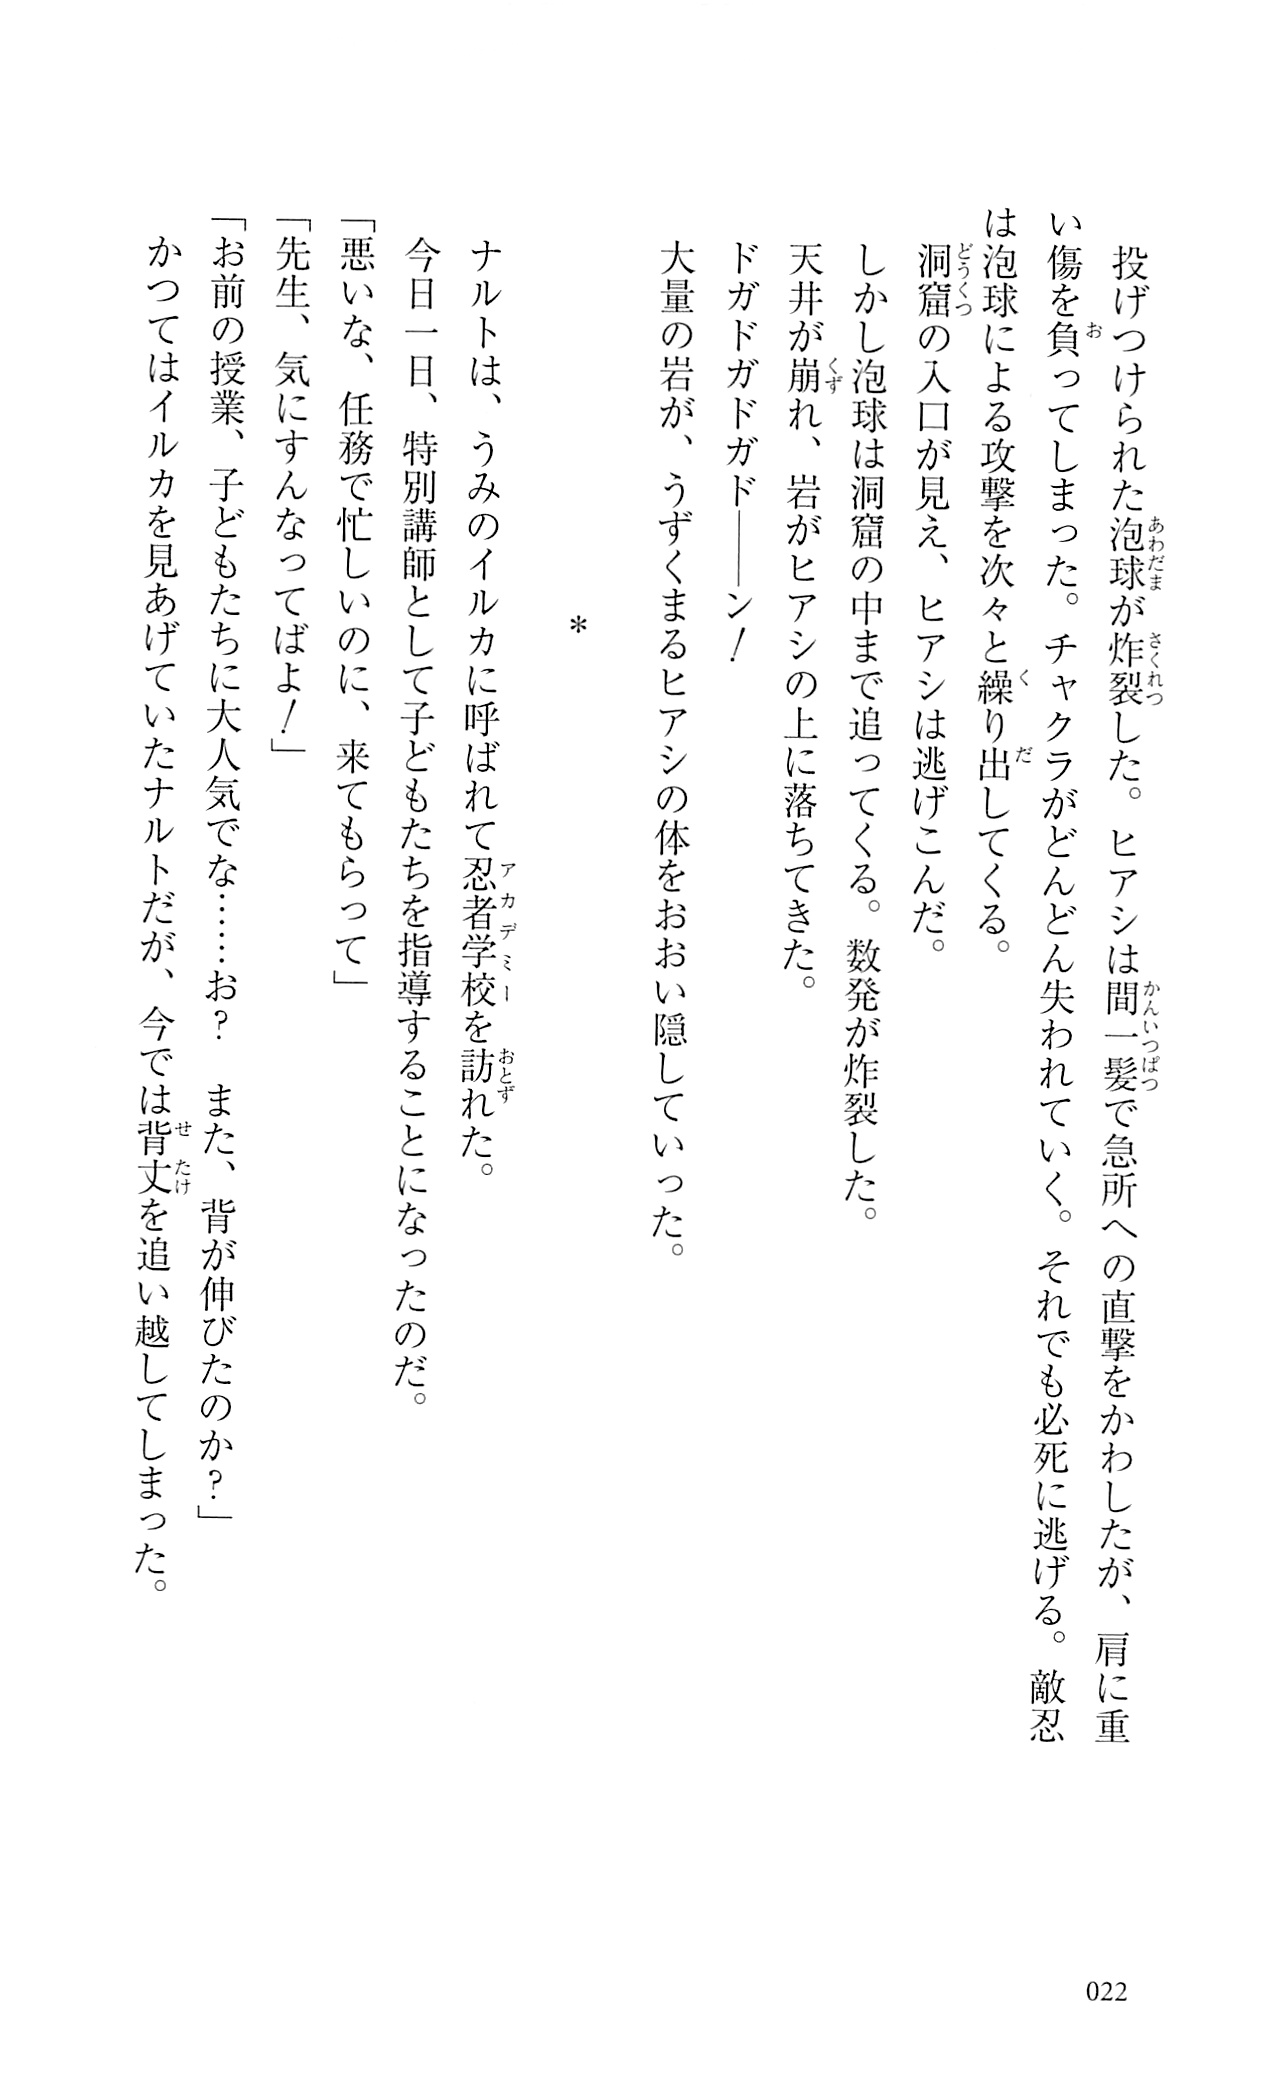 投げつけられた泡球が炸裂した。ヒアシは間一髪で急所への直撃をかわしたが、肩に重
い傷を負ってしまった。チャクラがどんどん失われていく。それでも必死に逃げる。敵忍
は泡球による攻撃を次々と繰り出してくる。
　洞窟の入口が見え、ヒアシは逃げこんだ。
　しかし泡球は洞窟の中まで追ってくる。数発が炸裂した。
　天井が崩れ、岩がヒアシの上に落ちてきた。
　ドガドガドガド――ン！
　大量の岩が、うずくまるヒアシの体をおおい隠していった。
＊
　ナルトは、うみのイルカに呼ばれて忍者学校を訪れた。
　今日一日、特別講師として子どもたちを指導することになったのだ。
「悪いな、任務で忙しいのに、来てもらって」
「先生、気にすんなってばよ！」
「お前の授業、子どもたちに大人気でな……お？　また、背が伸びたのか？」
　かつてはイルカを見あげていたナルトだが、今では背丈を追い越してしまった。
022